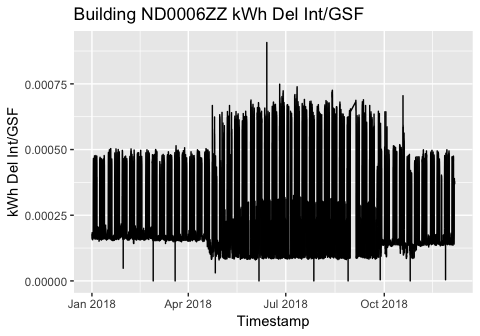 Building ND0006ZZ kWh Del Int/GSF
kWh Del Int/GSF
0.00075
0.00050
0.00025
0.00000
Jan 2018 Apr 2018 Jul 2018 Oct 2018
Timestamp